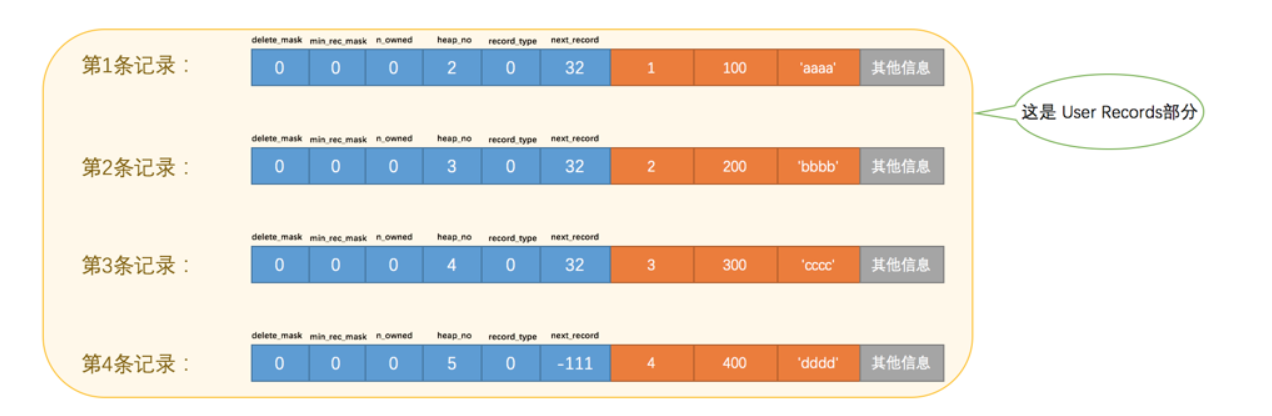 delete_mask min_rec_mask n_owned heap_no record_type next_record
第1条记录： 0 0 0 2 0 32 1 100 'aaaa' 其他信息
这是 User Records部分
delete_mask min_rec_mask n_owned heap_no record_type next_record
第2条记录： 0 0 0 3 0 32 2 200 'bbbb' 其他信息
delete_mask min_rec_mask n_owned heap_no record_type next_record
第3条记录： 0 0 0 4 0 32 3 300 'cccc' 其他信息
delete_mask min_rec_mask n_owned heap_no record_type next_record
第4条记录： 0 0 0 5 0 -111 4 400 'dddd' 其他信息